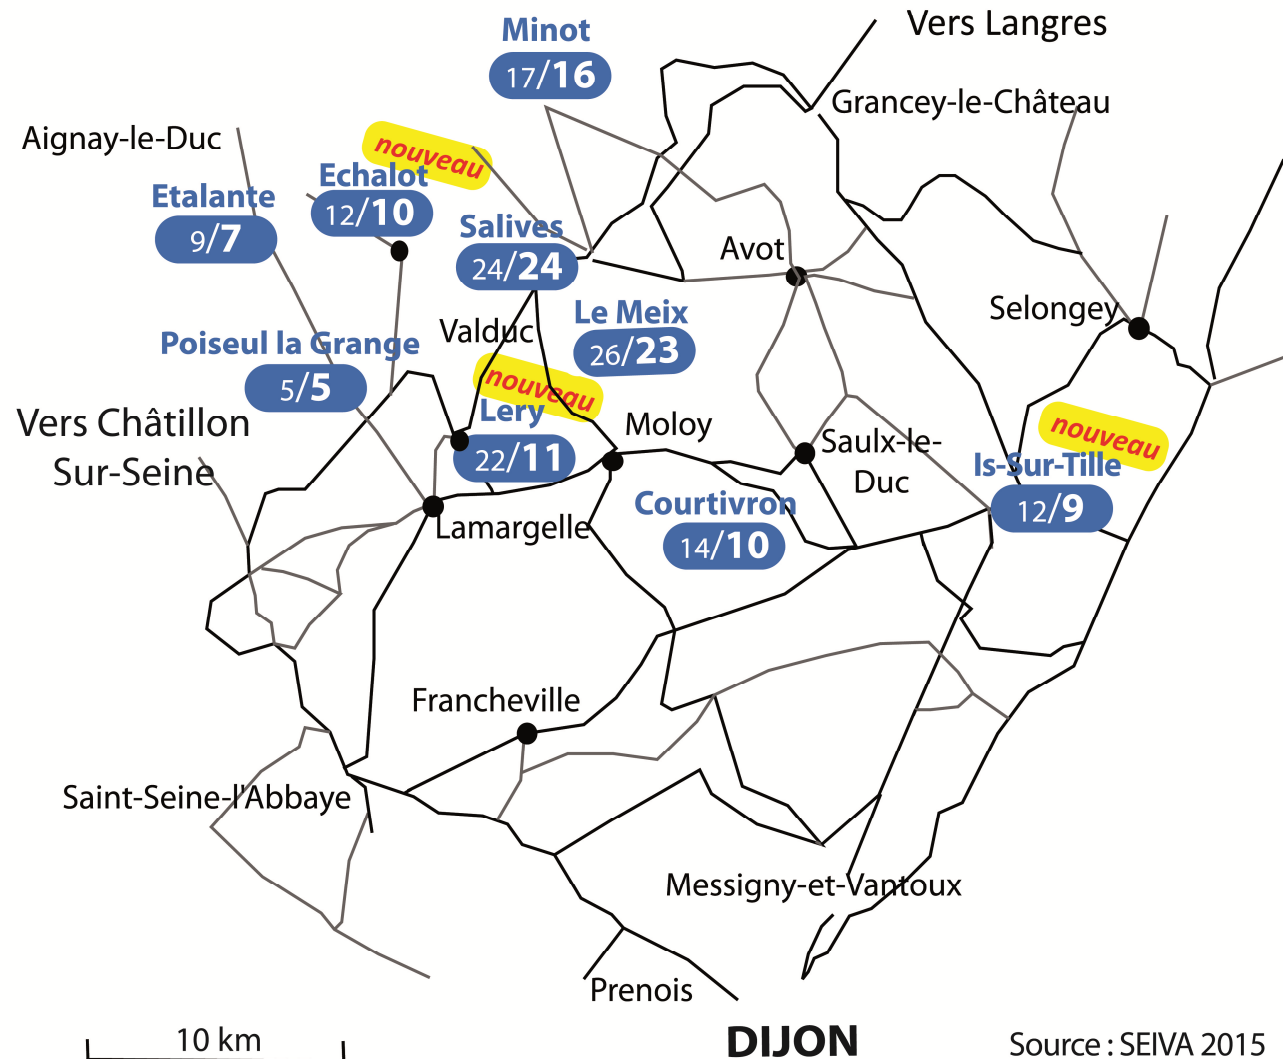 Minot
17/16
Vers Langres
Grancey-le-Château
Aignay-le-Duc
nouveau
Echalot
12/10
Etalante
9/7
Salives
24/24
Avot
Selongey
Le Meix
26/23
Valduc
Poiseul la Grange
5/5
nouveau
Lery
22/11
Moloy
Vers Châtillon
Sur-Seine
Saulx-le-
Duc
nouveau
Is-Sur-Tille
12/9
Courtivron
14/10
Lamargelle
Francheville
Saint-Seine-l'Abbaye
Messigny-et-Vantoux
Prenois
10 km
DIJON
Source : SEIVA 2015